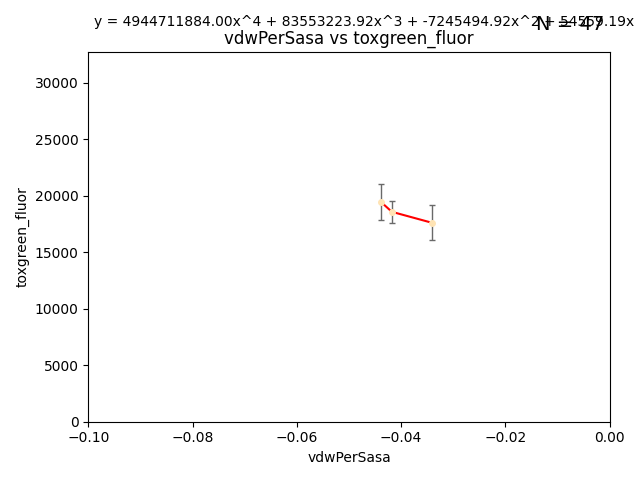 y = 4944711884.00x^4 + 83553223.92x^3 + -7245494.92x^2 + 54559.19x
N = 47
vdwPerSasa vs toxgreen_fluor
30000
25000
20000
15000
10000
5000
0
toxgreen_fluor
−0.10 −0.08 −0.06 −0.04 −0.02 0.00
vdwPerSasa